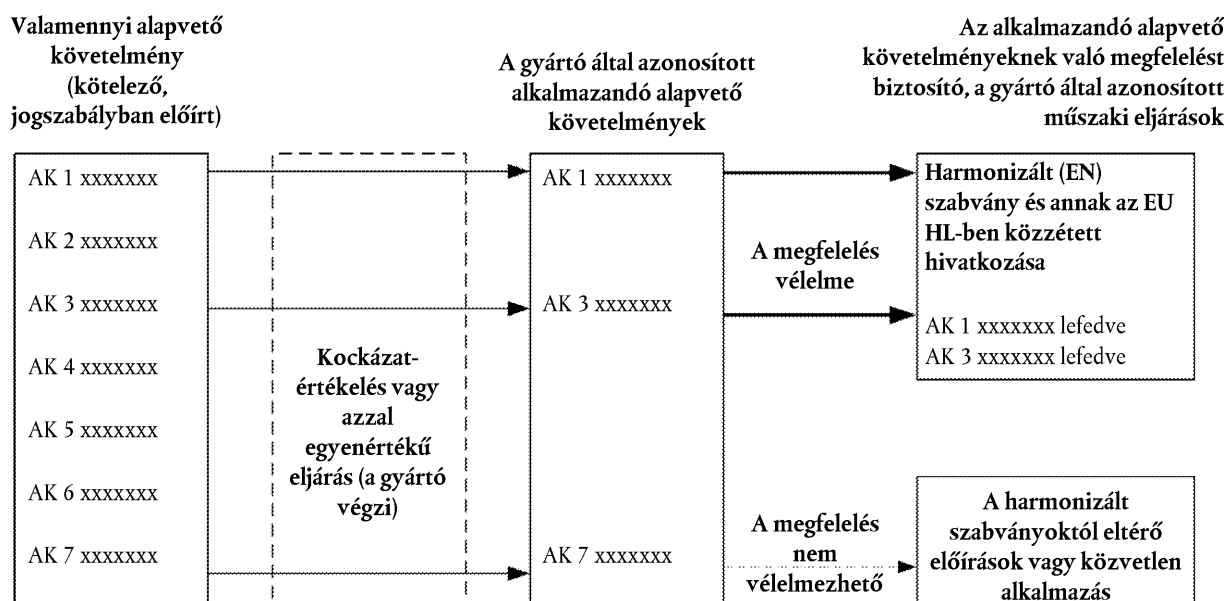 Valamennyi alapvető
követelmény
(kötelező,
jogszabályban előírt)
A gyártó által azonosított
alkalmazandó alapvető
követelmények
Az alkalmazandó alapvető
követelményeknek való megfelelést
biztosító, a gyártó által azonosított
műszaki eljárások
AK 1 xxxxxxx
AK 2 xxxxxxx
AK 3 xxxxxxx
AK 4 xxxxxxx
AK 5 xxxxxxx
AK 6 xxxxxxx
AK 7 xxxxxxx
Kockázat-
értékelés vagy
azzal
egyenértékű
eljárás (a gyártó
végzi)
AK 1 xxxxxxx
AK 3 xxxxxxx
AK 7 xxxxxxx
A megfelelés
vélelme
A megfelelés
nem
vélelmezhető
Harmonizált (EN)
szabvány és annak az EU
HL-ben közzétett
hivatkozása
AK 1 xxxxxxx lefedve
AK 3 xxxxxxx lefedve
A harmonizált
szabványoktól eltérő
előírások vagy közvetlen
alkalmazás